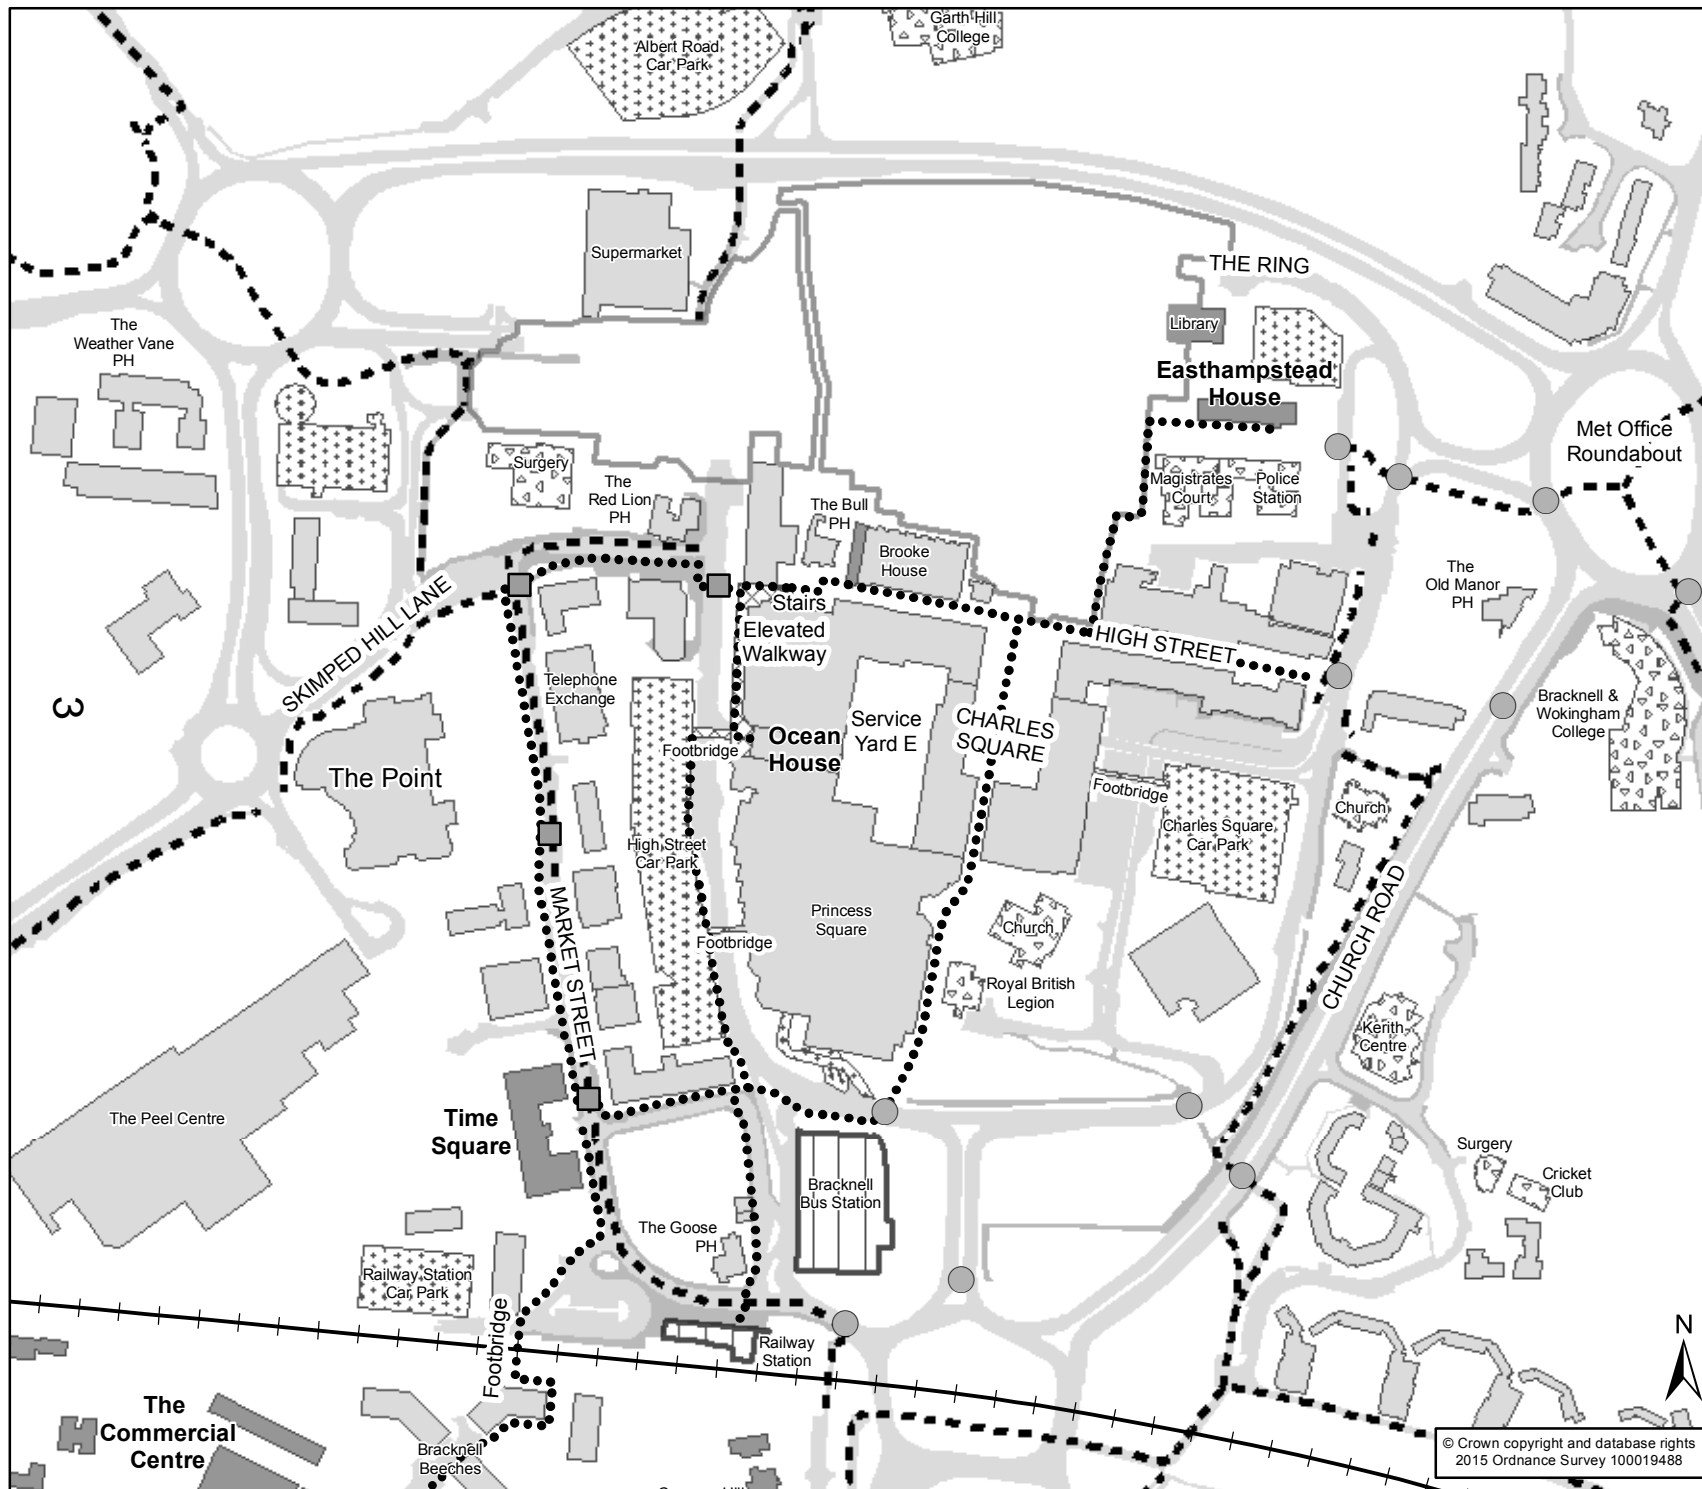 Garth Hill
College
Albert Road
Car Park
Supermarket
THE RING
The
Weather Vane
PH
Library
Easthampstead
House
Met Office
Roundabout
Surgery
The
Red Lion
PH
The Bull
PH
Magistrates
Court
Police
Station
Brooke
House
The
Old Manor
PH
SKIMPED HILL LANE
Stairs
Elevated
Walkway
HIGH STREET
Telephone
Exchange
3
Service
Yard E
CHARLES
SQUARE
Bracknell &
Wokingham
College
Ocean
House
Footbridge
The Point
Footbridge
Church
High Street
Car Park
Charles Square
Car Park
MARKET STREET
Princess
Square
Church
Footbridge
CHURCH ROAD
Royal British
Legion
Kerith
Centre
The Peel Centre
Time
Square
Surgery
Cricket
Club
Bracknell
Bus Station
The Goose
PH
Railway Station
Car Park
Footbridge
Railway
Station
N
The
Commercial
Centre
Bracknell
Beeches
© Crown copyright and database rights
2015 Ordnance Survey 100019488